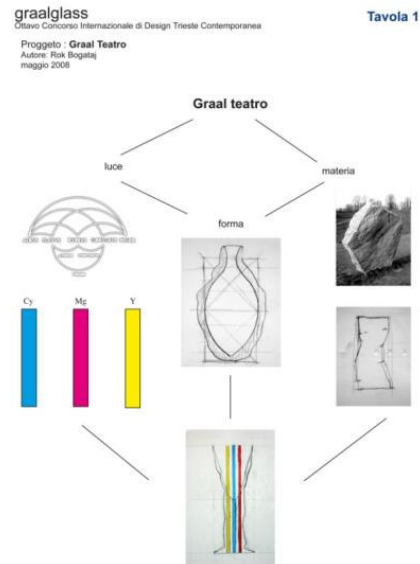 graalglass
Ottavo Concorso Internazionale di Design Trieste Contemporanea
Tavola 1
Proggeto : Graal Teatro
Autore: Rok Bogataj
maggio 2008
Graal teatro
luce
materia
forma
Cy
Mg
Y